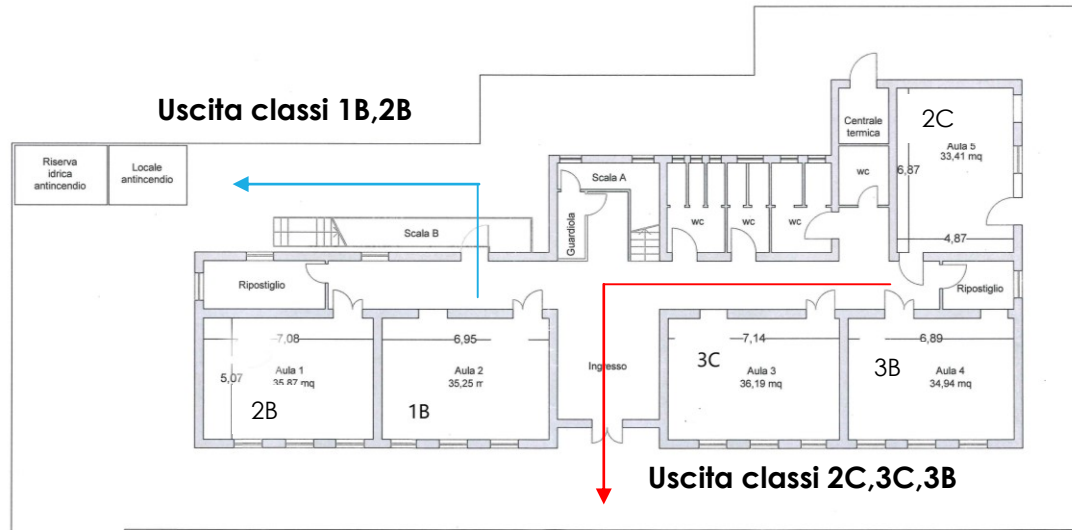 Uscita classi 1B,2B
Riserva
idrica
antincendio
Locale
antincendio
Scala B
Scala A
Guardiola
wc
wc
wc
wc
Centrale
termica
2C
Aula 5
33,41 mq
6,87
4,87
Ripostiglio
Ripostiglio
7,08
5,07
Aula 1
35,87 mq
2B
6,95
Aula 2
35,25 m
1B
Ingresso
7,14
3C
Aula 3
36,19 mq
6,89
3B
Aula 4
34,94 mq
Uscita classi 2C,3C,3B